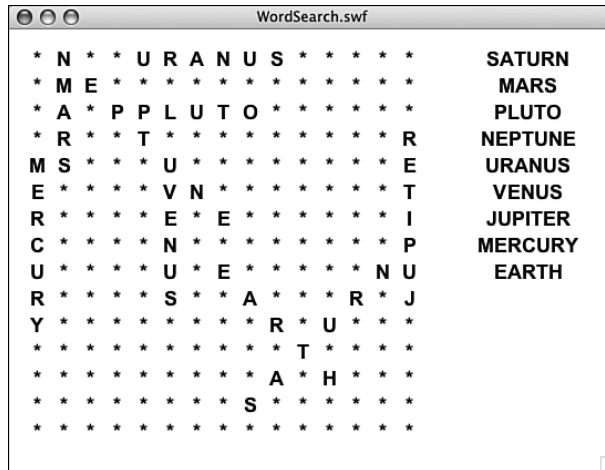 WordSearch.swf
* N * * U R A N U S * * * * * SATURN
* M E * * * * * * * * * * * * MARS
* A * P P L U T O * * * * * * PLUTO
* R * * T * * * * * * * * * R NEPTUNE
M S * * * U * * * * * * * * E URANUS
E * * * * V N * * * * * * * T VENUS
R * * * * E * E * * * * * * I JUPITER
C * * * * N * * * * * * * * P MERCURY
U * * * * U * E * * * * * N U EARTH
R * * * * S * * A * * * R * J
Y * * * * * * * * R * U * * *
* * * * * * * * * * T * * * *
* * * * * * * * * A * H * * *
* * * * * * * * S * * * * * *
* * * * * * * * * * * * * * *